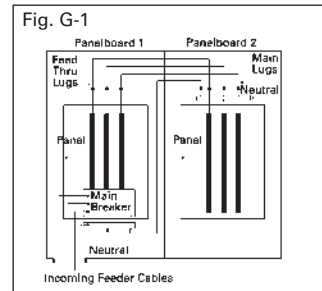 Fig. G-1
Panelboard 1 Panelboard 2
Feed
Thru
Lugs
Main
Lugs
Neutral
Panel
Panel
Main
Breaker
Neutral
Incoming Feeder Cables